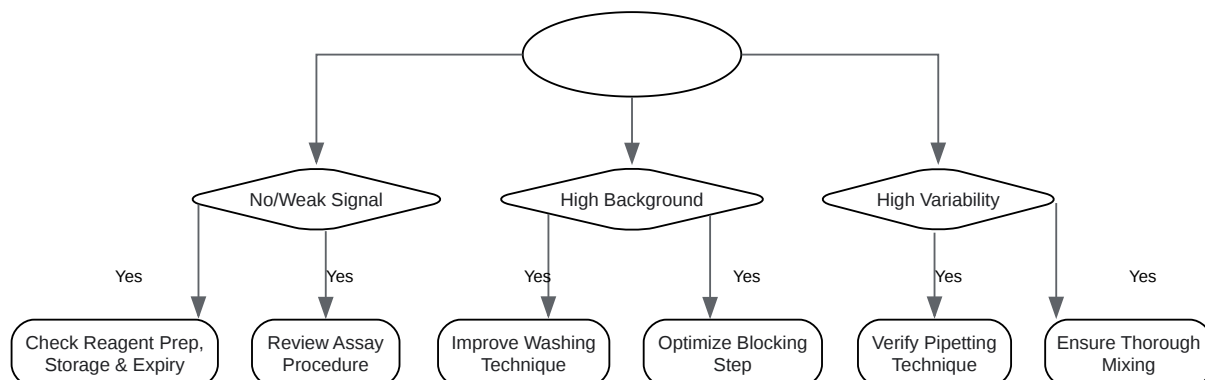 No/Weak Signal
High Background
High Variability
Yes
Yes
Yes
Yes
Yes
Yes
Check Reagent Prep,
Storage & Expiry
Review Assay
Procedure
Improve Washing
Technique
Optimize Blocking
Step
Verify Pipetting
Technique
Ensure Thorough
Mixing